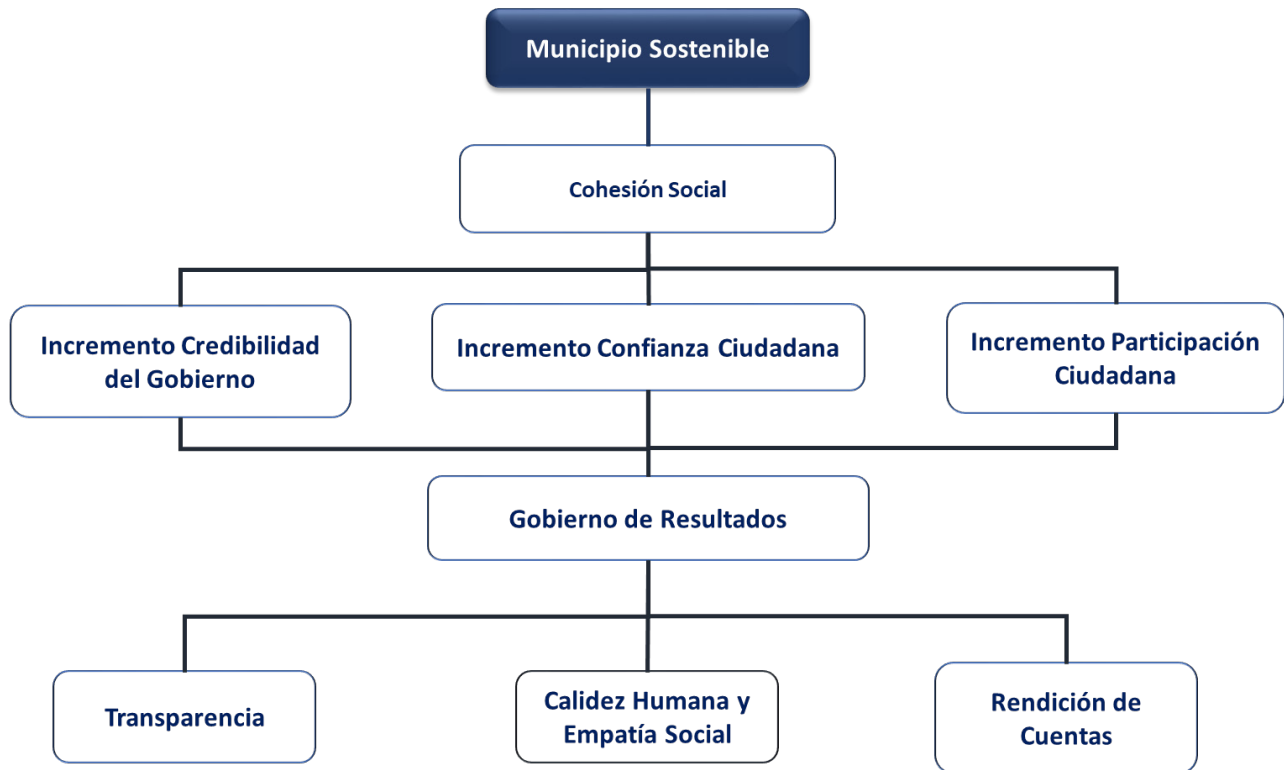 Municipio Sostenible
Cohesión Social
Incremento Credibilidad
del Gobierno
Incremento Confianza Ciudadana
Incremento Participación
Ciudadana
Gobierno de Resultados
Transparencia
Calidez Humana y
Empatía Social
Rendición de
Cuentas